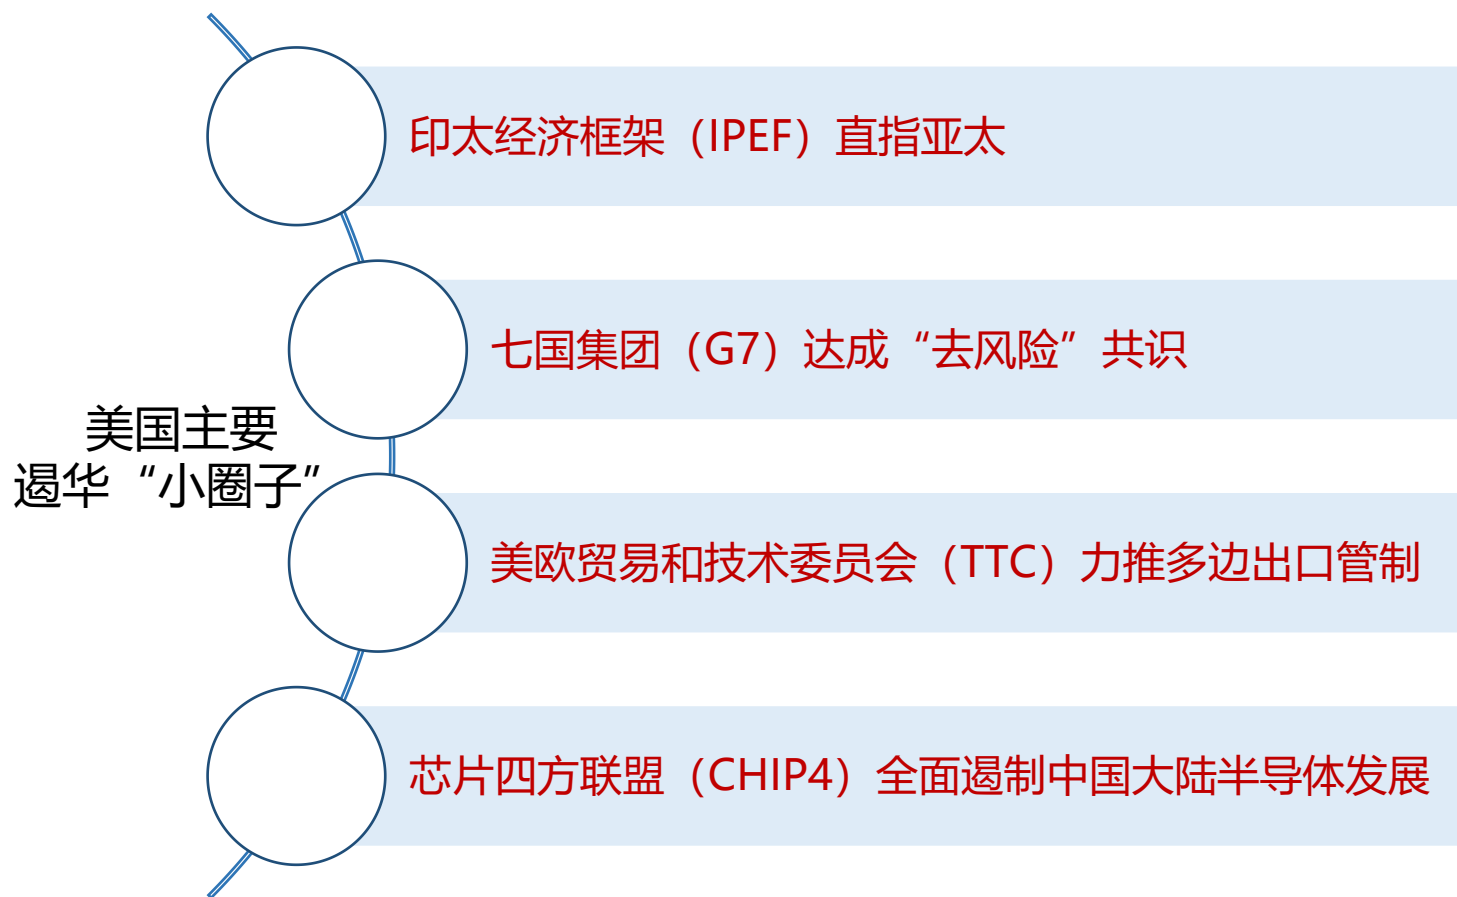 印太经济框架（IPEF）直指亚太
七国集团（G7）达成“去风险”共识
美国主要
遏华“小圈子”
美欧贸易和技术委员会（TTC）力推多边出口管制
芯片四方联盟（CHIP4）全面遏制中国大陆半导体发展